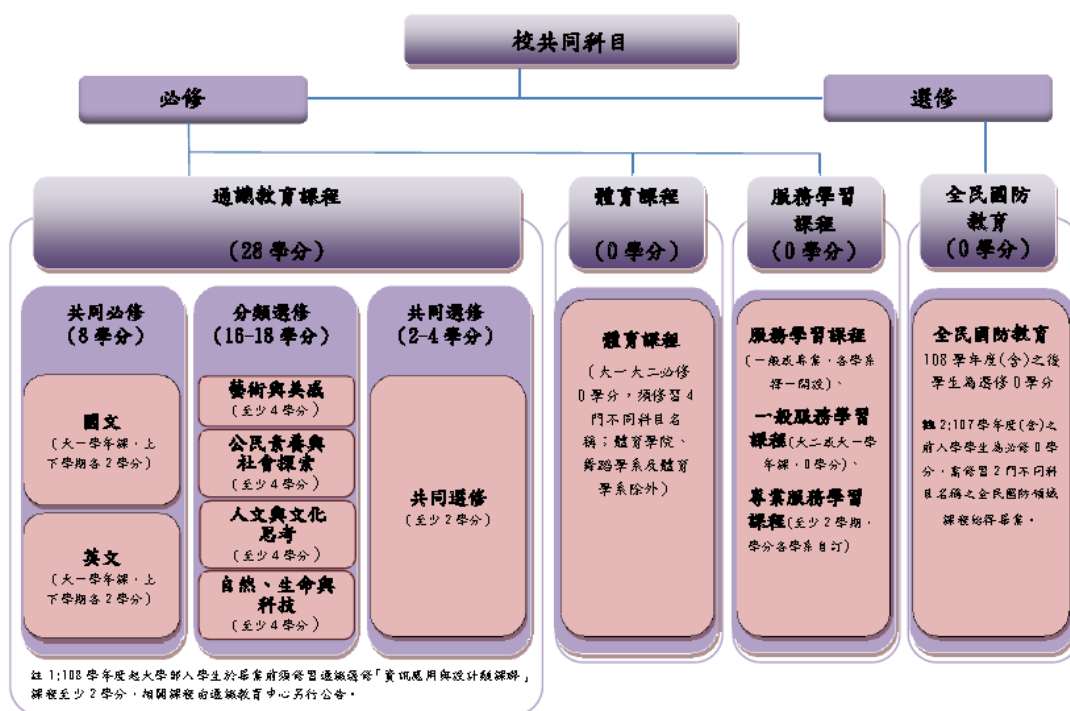 校共同科目
必修
選修
通識教育課程
(28 學分)
體育課程
(0 學分)
服務學習
課程
(0 學分)
全民國防
教育
(0 學分)
共同必修
(8 學分)
國文
(大一學年課，上
下學期各2學分)
英文
(大一學年課，上
下學期各2學分)
分類選修
(16-18 學分)
藝術與美感
(至少4學分)
公民素養與
社會探索
(至少4學分)
人文與文化
思考
(至少4學分)
自然、生命與
科技
(至少4學分)
共同選修
(2-4 學分)
共同選修
(至少2學分)
體育課程
(大一大二必修
0學分，須修習4
門不同科目名
稱；體育學院、
舞蹈學系及體育
學系除外)
服務學習課程
(一般或專業，各學系
擇一開設)、
一般服務學習
課程(大二或大一學
年課，0學分)、
專業服務學習
課程(至少2學期，
學分各學系自訂)
全民國防教育
108 學年度(含)之後
學生為選修0學分
註2:107學年度(含)之
前入學學生為必修0學
分，需修習2門不同科
目名稱之全民國防領域
課程始得畢業。
註1:108 學年度起大學部入學生於畢業前須修習通識選修「資訊應用與設計類課群」
課程至少2學分，相關課程由通識教育中心另行公告。